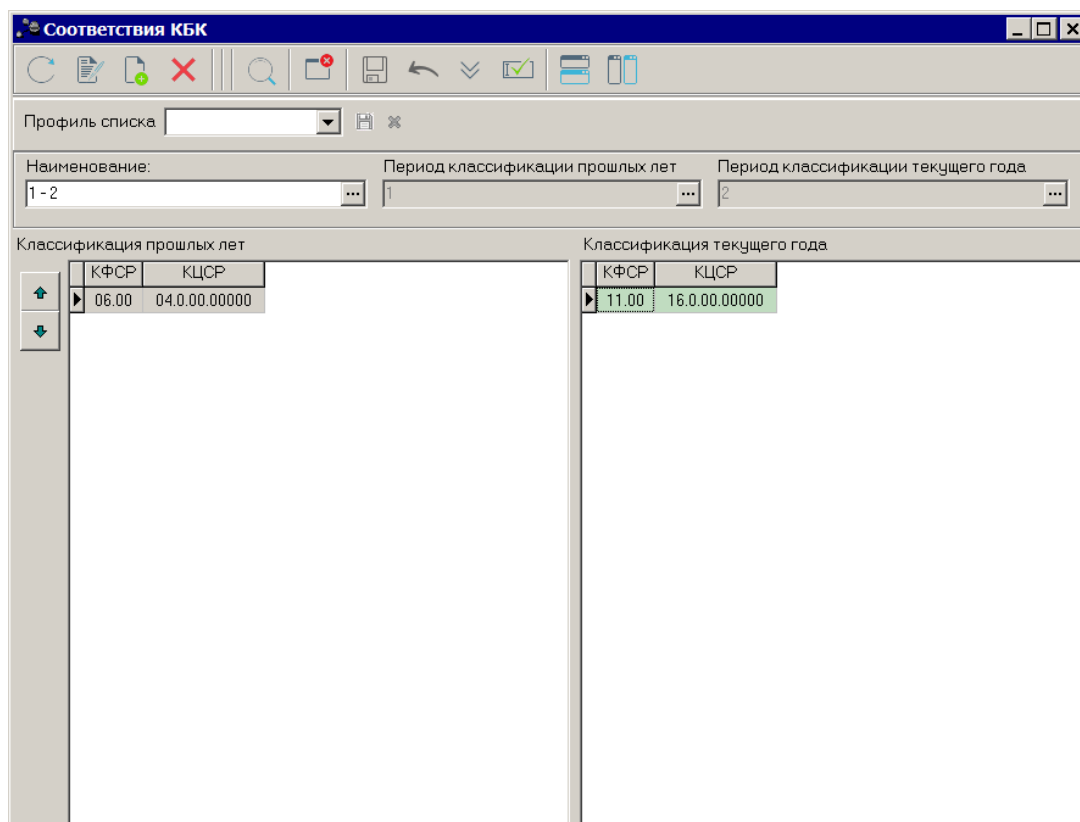 Соответствия КБК
Профиль списка
Наименование: Период классификации прошлых лет Период классификации текущего года
1 - 2 ... 1 ... 2 ...
Классификация прошлых лет Классификация текущего года
КФСР КЦСР КФСР КЦСР
06.00 04.0.00.00000 11.00 16.0.00.00000